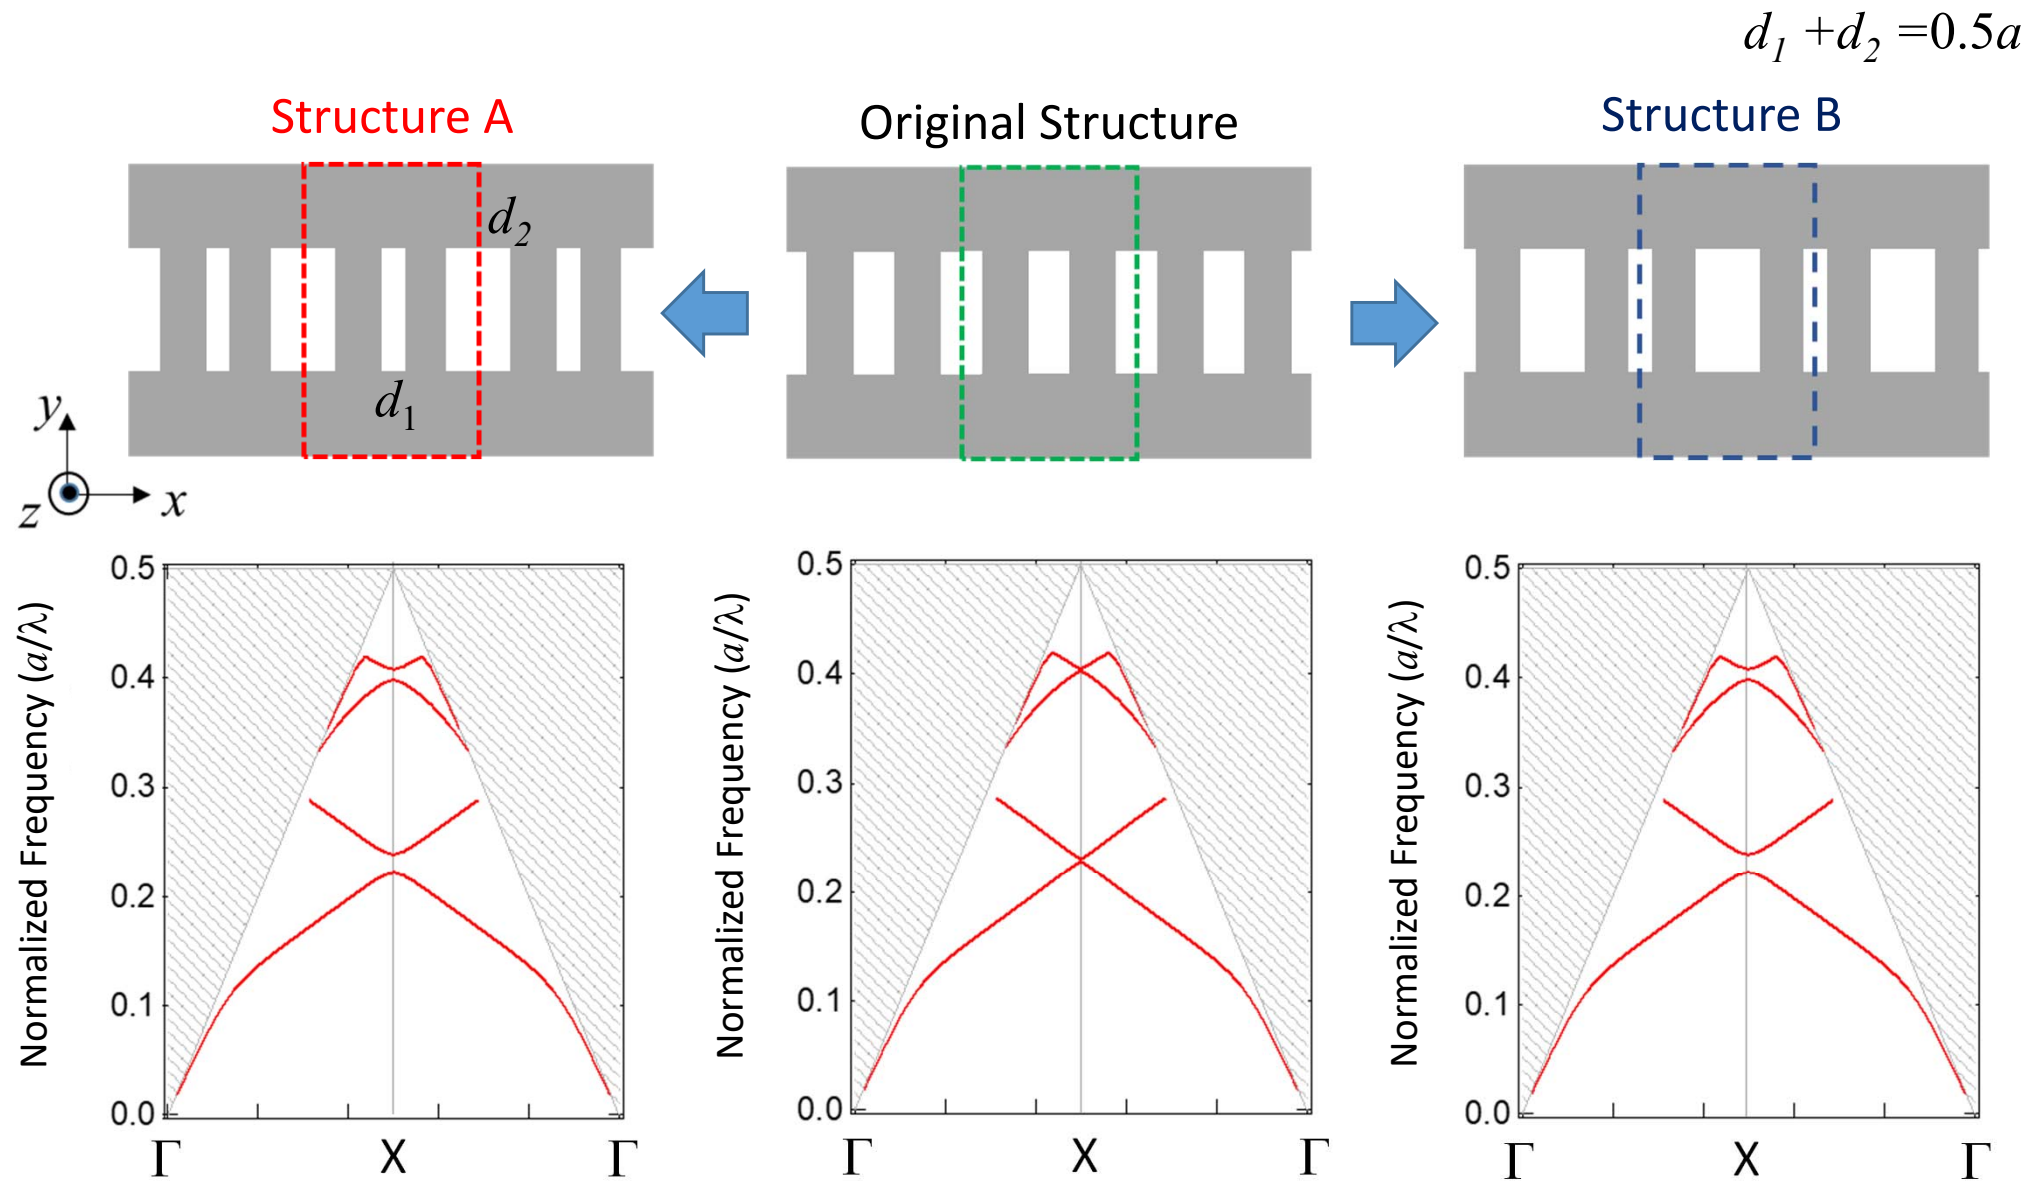 d1 +d2 =0.5a
Structure A
Original Structure
Structure B
d2
d1
y
z
x
Normalized Frequency (a/λ)
0.5
0.4
0.3
0.2
0.1
0.0
Γ
X
Γ
Normalized Frequency (a/λ)
0.5
0.4
0.3
0.2
0.1
0.0
Γ
X
Γ
Normalized Frequency (a/λ)
0.5
0.4
0.3
0.2
0.1
0.0
Γ
X
Γ